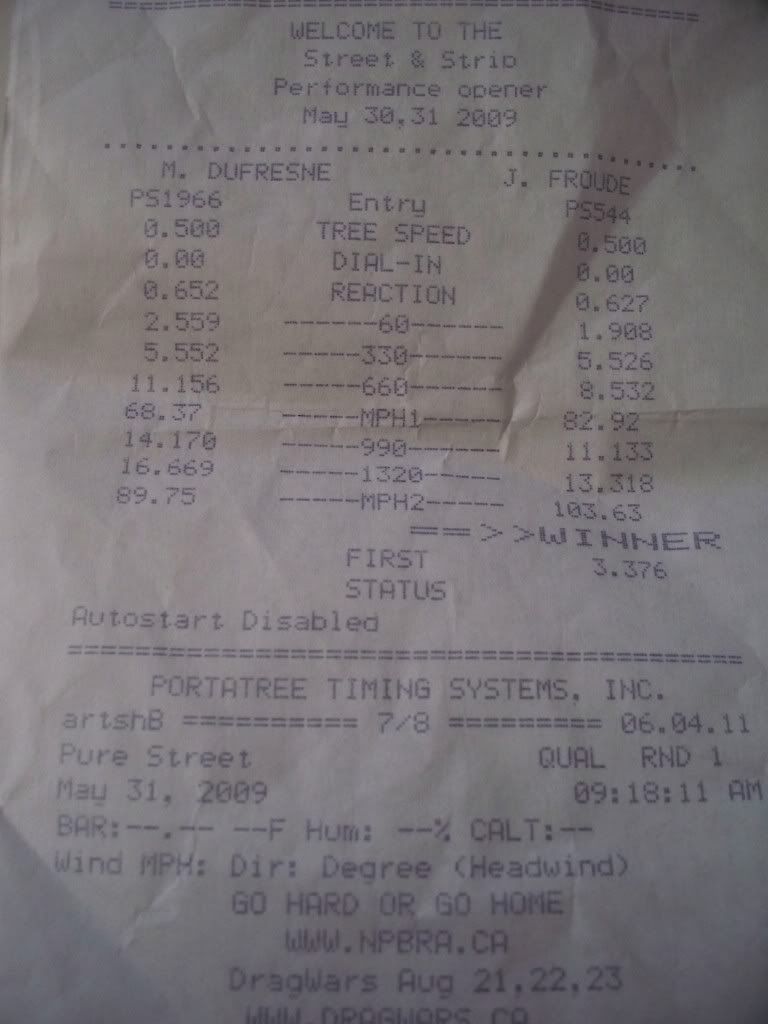 WELCOME TO THE
Street & Strip
Performance opener
May 30,31 2009
M. DUFRESNE J. FROUDE
PS1966 Entry PS544
0.500 TREE SPEED 0.500
0.00 DIAL-IN 0.00
0.652 REACTION 0.627
2.559 ------60------ 1.908
5.552 -----330------ 5.526
11.156 -----660------ 8.532
68.37 -----MPH1----- 82.92
14.170 -----990------ 11.133
16.669 -----1320----- 13.318
89.75 -----MPH2----- 103.63
==>>WINNER
FIRST 3.376
STATUS
Autostart Disabled
========================================
PORTATREE TIMING SYSTEMS, INC.
artshB ========== 7/8 ========= 06.04.11
Pure Street QUAL RND 1
May 31, 2009 09:18:11 AM
BAR:--.-- --F Hum: --% CALT:--
Wind MPH: Dir: Degree (Headwind)
GO HARD OR GO HOME
WWW.NPBRA.CA
DragWars Aug 21,22,23
WWW.DRAGWARS.CA